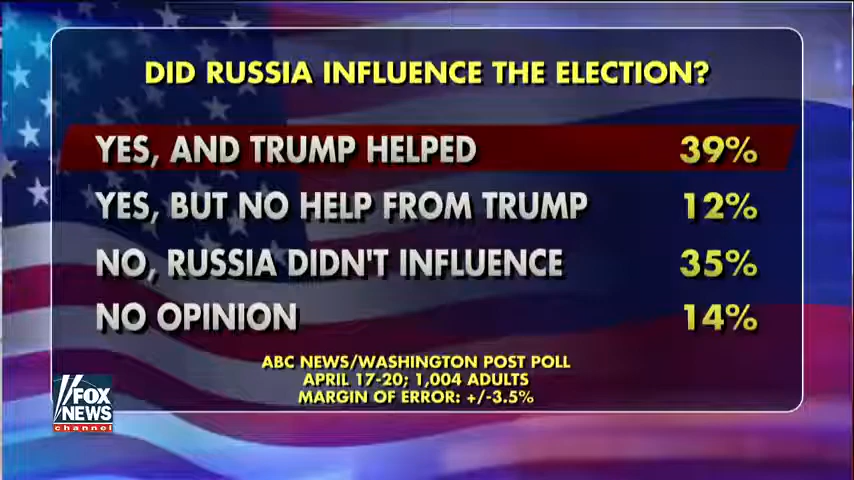 DID RUSSIA INFLUENCE THE ELECTION?
YES, AND TRUMP HELPED 39%
YES, BUT NO HELP FROM TRUMP 12%
NO, RUSSIA DIDN'T INFLUENCE 35%
NO OPINION 14%
ABC NEWS/WASHINGTON POST POLL
APRIL 17-20; 1,004 ADULTS
MARGIN OF ERROR: +/-3.5%
FOX
NEWS
channel